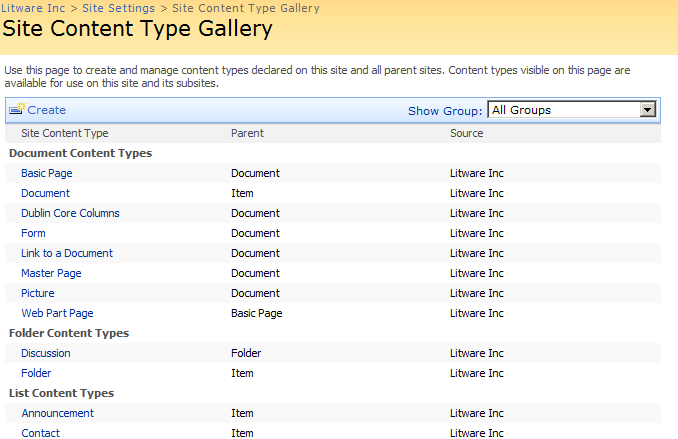 Litware Inc > Site Settings > Site Content Type Gallery
Site Content Type Gallery
Use this page to create and manage content types declared on this site and all parent sites. Content types visible on this page are
available for use on this site and its subsites.
Create Show Group: All Groups
Site Content Type Parent Source
Document Content Types
Basic Page Document Litware Inc
Document Item Litware Inc
Dublin Core Columns Document Litware Inc
Form Document Litware Inc
Link to a Document Document Litware Inc
Master Page Document Litware Inc
Picture Document Litware Inc
Web Part Page Basic Page Litware Inc
Folder Content Types
Discussion Folder Litware Inc
Folder Item Litware Inc
List Content Types
Announcement Item Litware Inc
Contact Item Litware Inc